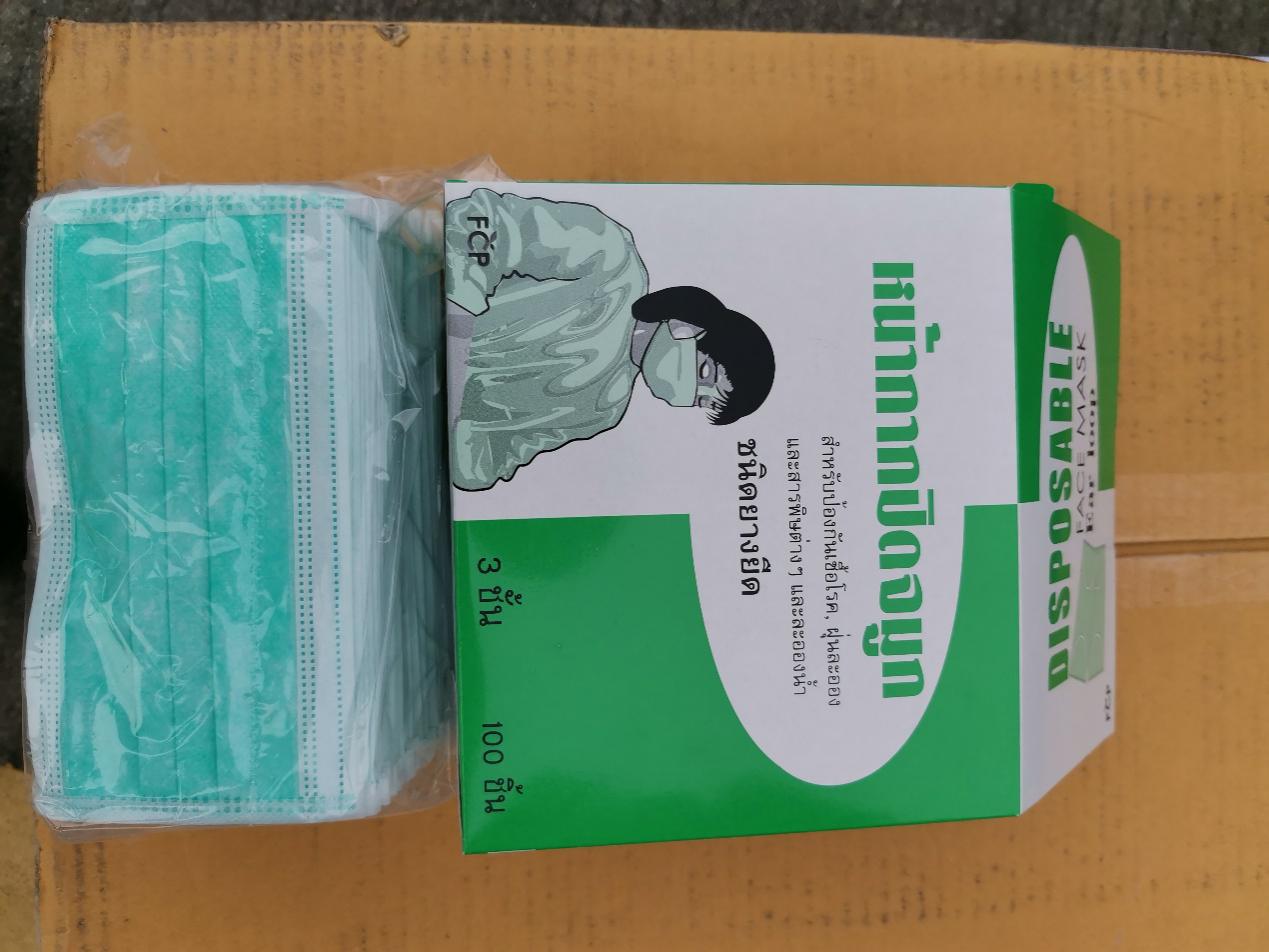 DISPOSABLE
FACE MASK
Ear loop
FCP
หน้ากากปิดจมูก
สำหรับป้องกันเชื้อโรค, ฝุ่นละออง
และสารพิษต่างๆ และละอองน้ำ
ชนิดยางยืด
FCP
3 ชั้น 100 ชิ้น